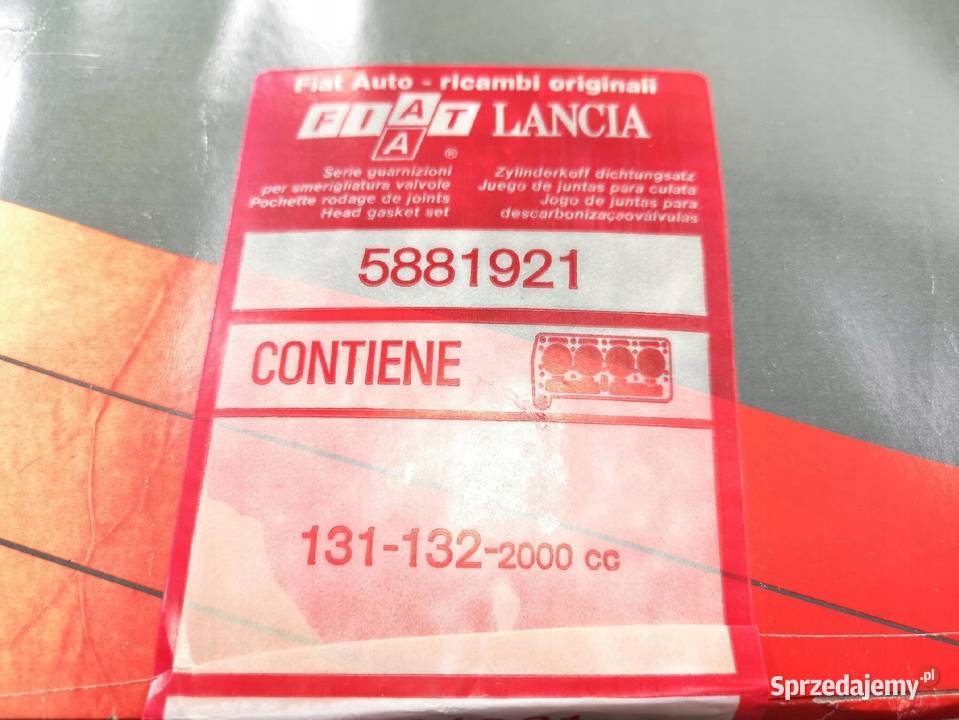 Fiat Auto - ricambi originali
FIAT LANCIA
A
®
Serie guarnizioni
per smerigliatura valvole
Pochette rodage de joints
Head gasket set
Zylinderkoff dichtungsatz
Juego de juntas para culata
Jogo de juntas para
descarbonizaçaoválvulas
5881921
CONTIENE
131-132-2000 cc
Sprzedajemy.pl